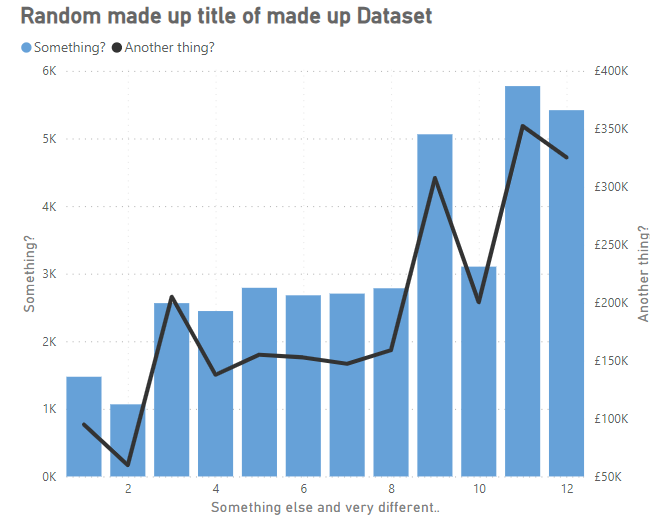 Random made up title of made up Dataset
Something? Another thing?
6K
5K
4K
3K
2K
1K
0K
Something?
£400K
£350K
£300K
£250K
£200K
£150K
£100K
£50K
Another thing?
2 4 6 8 10 12
Something else and very different..